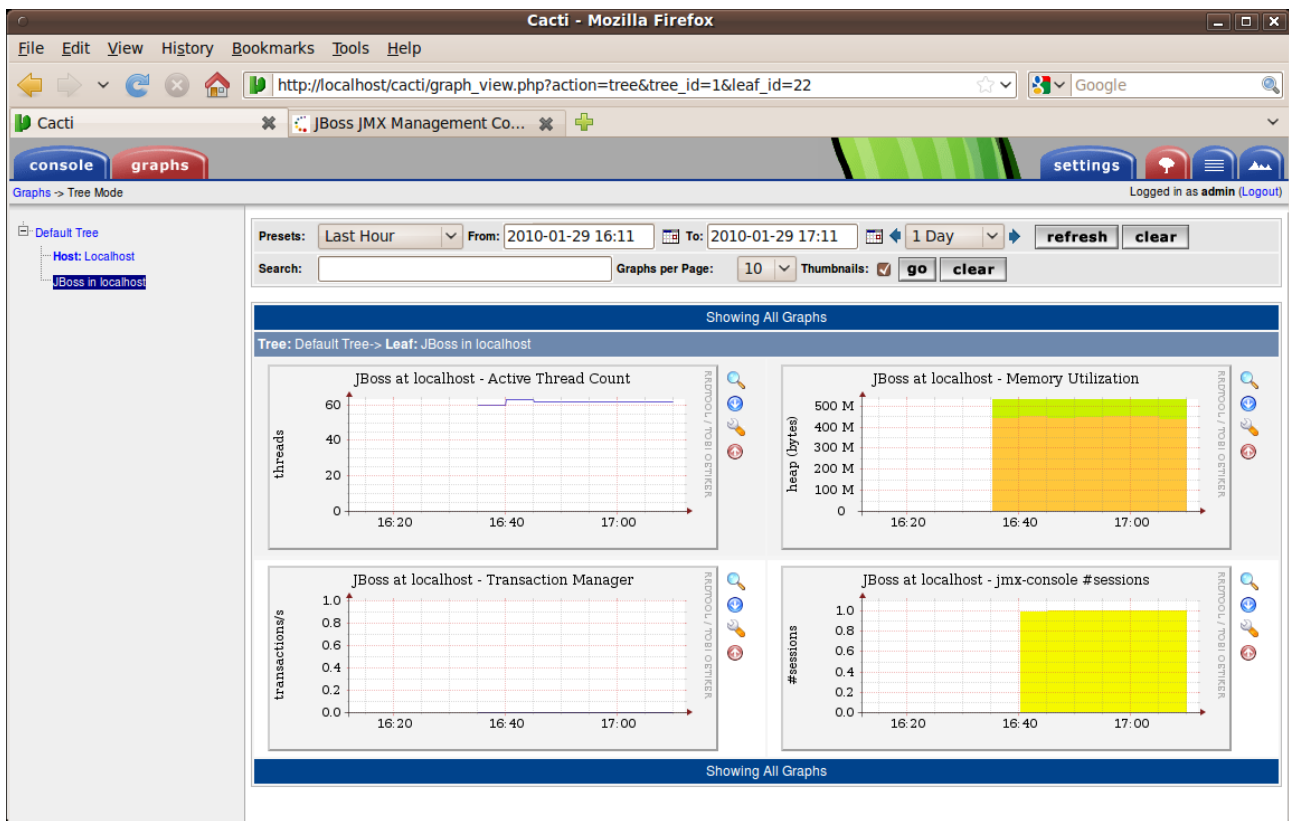 Cacti - Mozilla Firefox
File Edit View History Bookmarks Tools Help
http://localhost/cacti/graph_view.php?action=tree&tree_id=1&leaf_id=22 Google
Cacti JBoss JMX Management Co...
console graphs settings
Graphs -> Tree Mode Logged in as admin (Logout)
Default Tree
Host: Localhost
JBoss in localhost
Presets: Last Hour From: 2010-01-29 16:11 To: 2010-01-29 17:11 1 Day refresh clear
Search: Graphs per Page: 10 Thumbnails: go clear
Showing All Graphs
Tree: Default Tree-> Leaf: JBoss in localhost
JBoss at localhost - Active Thread Count
threads
60
40
20
0
16:20 16:40 17:00
RRDTOOL / TOBI OETIKER
JBoss at localhost - Memory Utilization
heap (bytes)
500 M
400 M
300 M
200 M
100 M
0
16:20 16:40 17:00
RRDTOOL / TOBI OETIKER
JBoss at localhost - Transaction Manager
transactions/s
1.0
0.8
0.6
0.4
0.2
0.0
16:20 16:40 17:00
RRDTOOL / TOBI OETIKER
JBoss at localhost - jmx-console #sessions
#sessions
1.0
0.8
0.6
0.4
0.2
0.0
16:20 16:40 17:00
RRDTOOL / TOBI OETIKER
Showing All Graphs